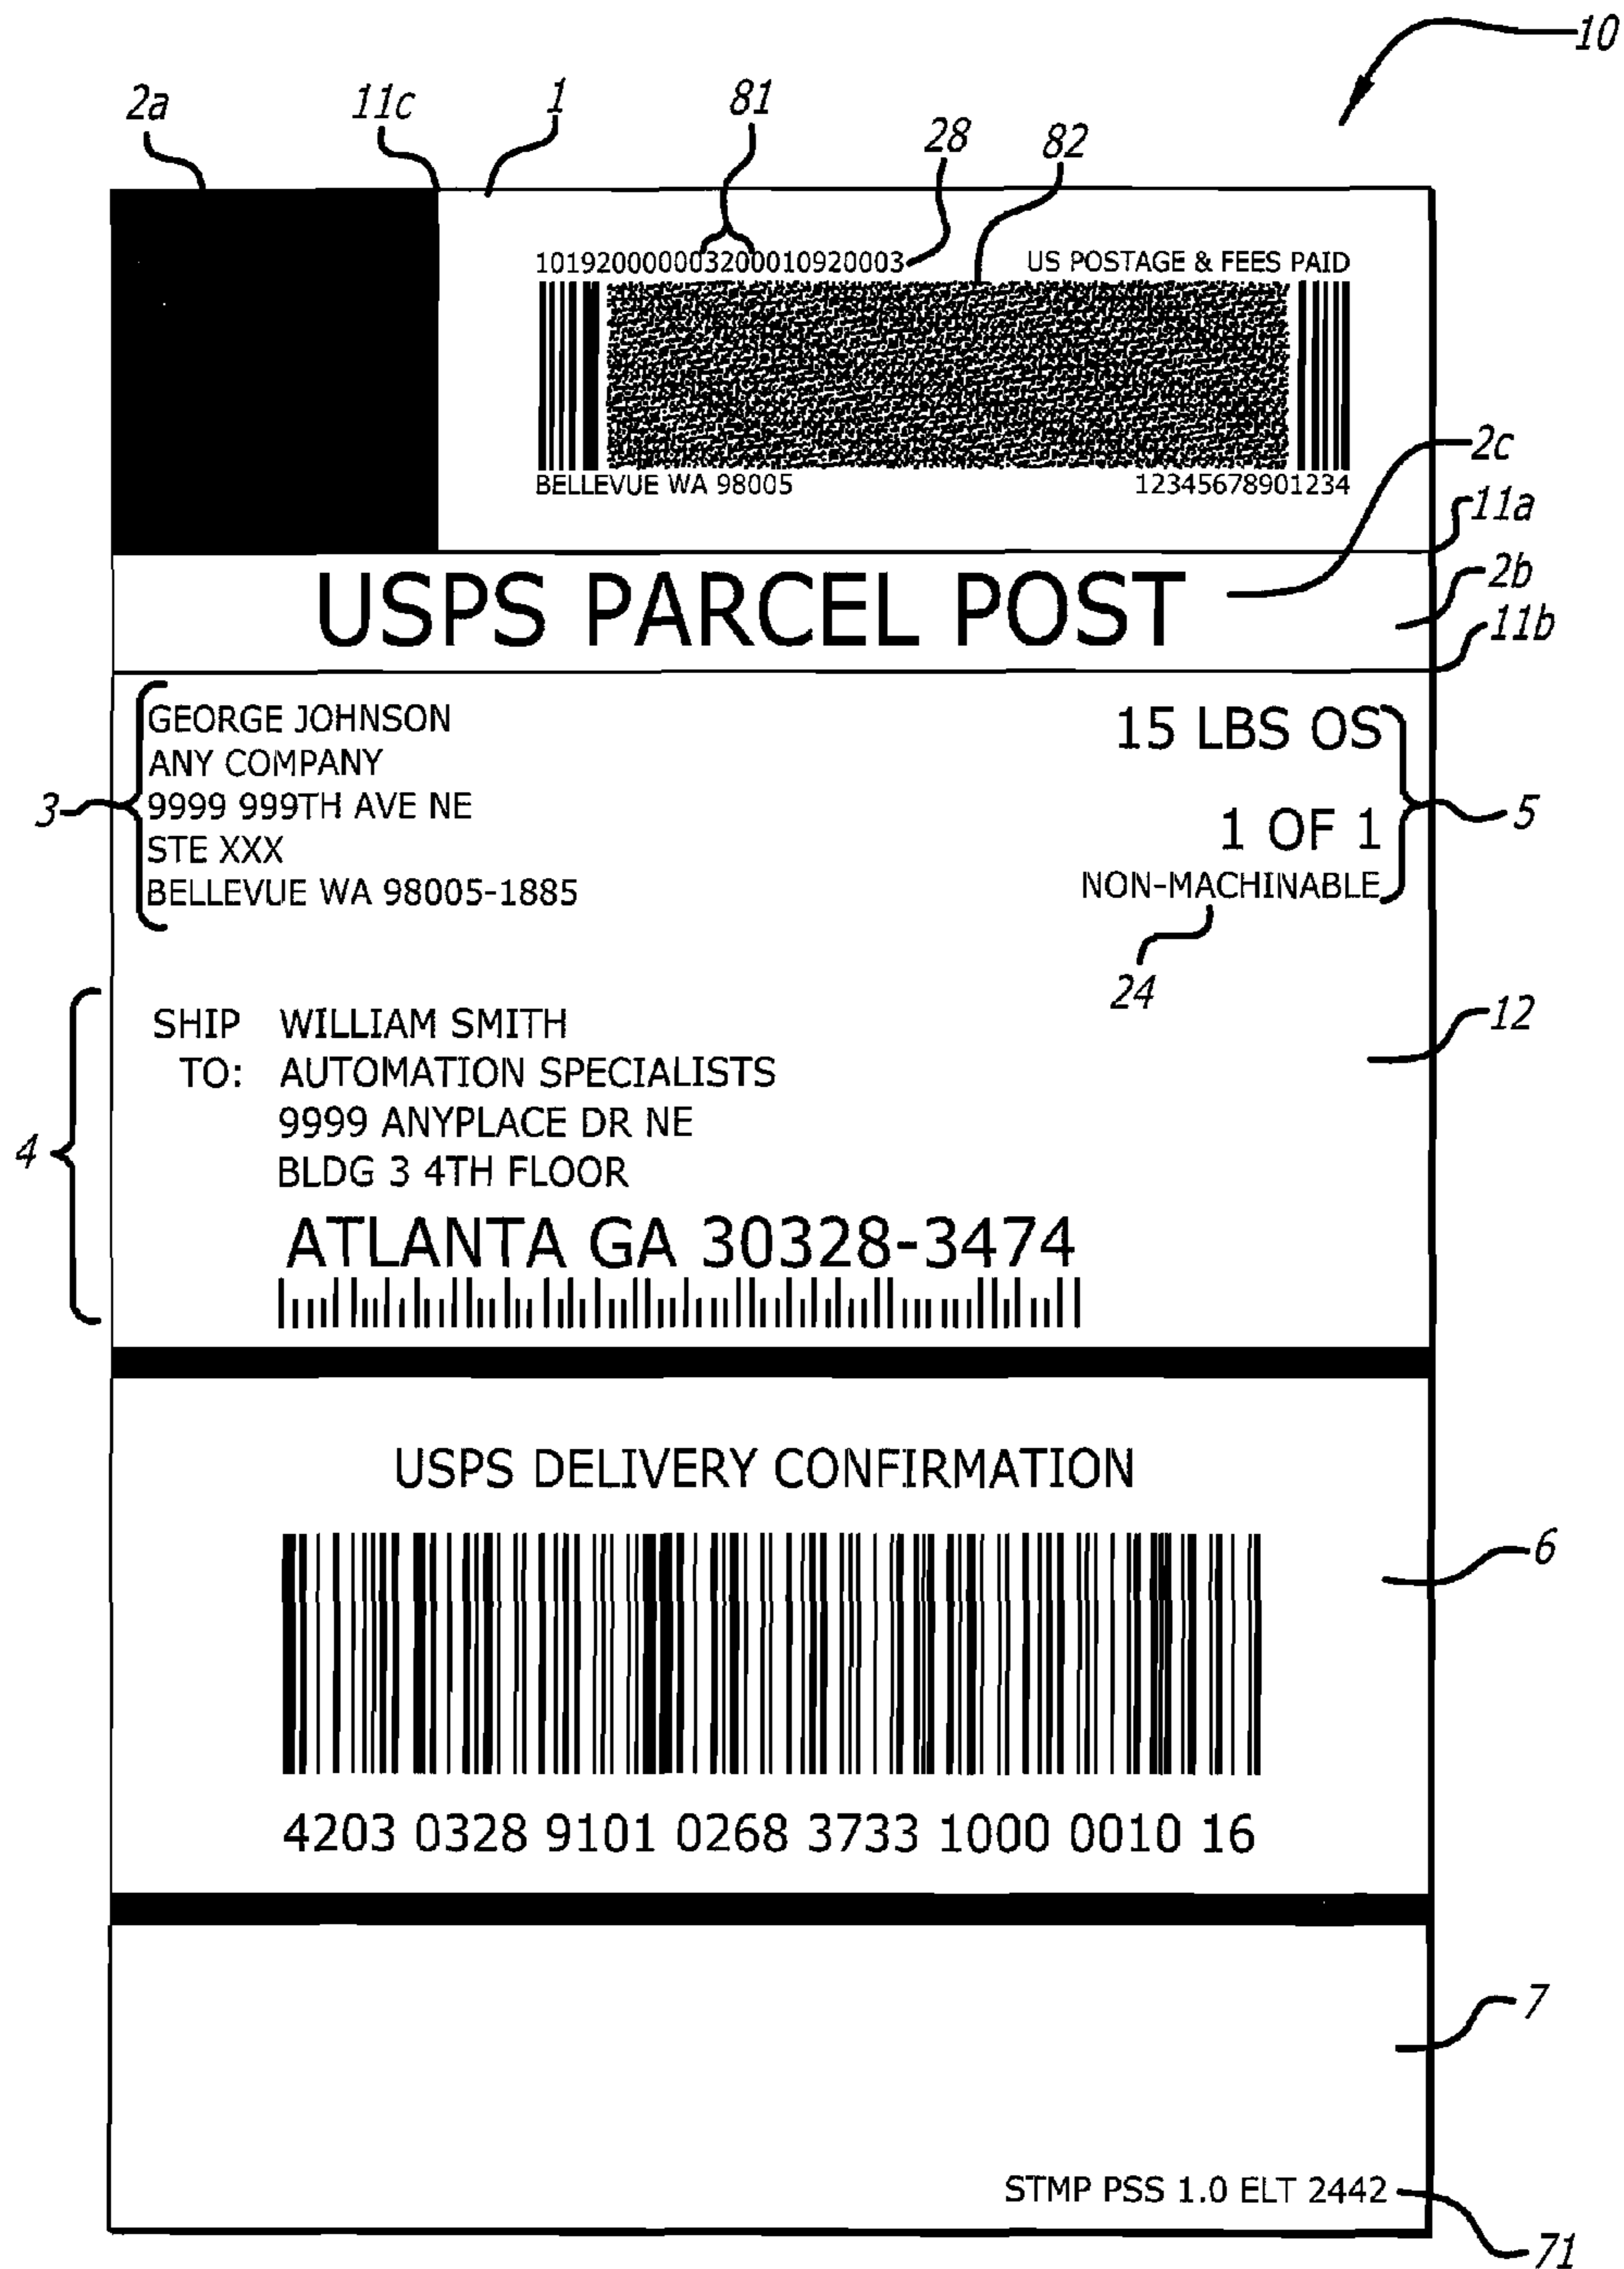 10
2a 11c 1 81 28 82
101920000003200010920003 US POSTAGE & FEES PAID
BELLEVUE WA 98005 12345678901234
2c
11a
USPS PARCEL POST
2b
11b
GEORGE JOHNSON
ANY COMPANY
9999 999TH AVE NE
STE XXX
BELLEVUE WA 98005-1885
3
15 LBS OS
1 OF 1
NON-MACHINABLE
5
24
12
SHIP WILLIAM SMITH
TO: AUTOMATION SPECIALISTS
9999 ANYPLACE DR NE
BLDG 3 4TH FLOOR
ATLANTA GA 30328-3474
4
USPS DELIVERY CONFIRMATION
6
4203 0328 9101 0268 3733 1000 0010 16
7
STMP PSS 1.0 ELT 2442
71